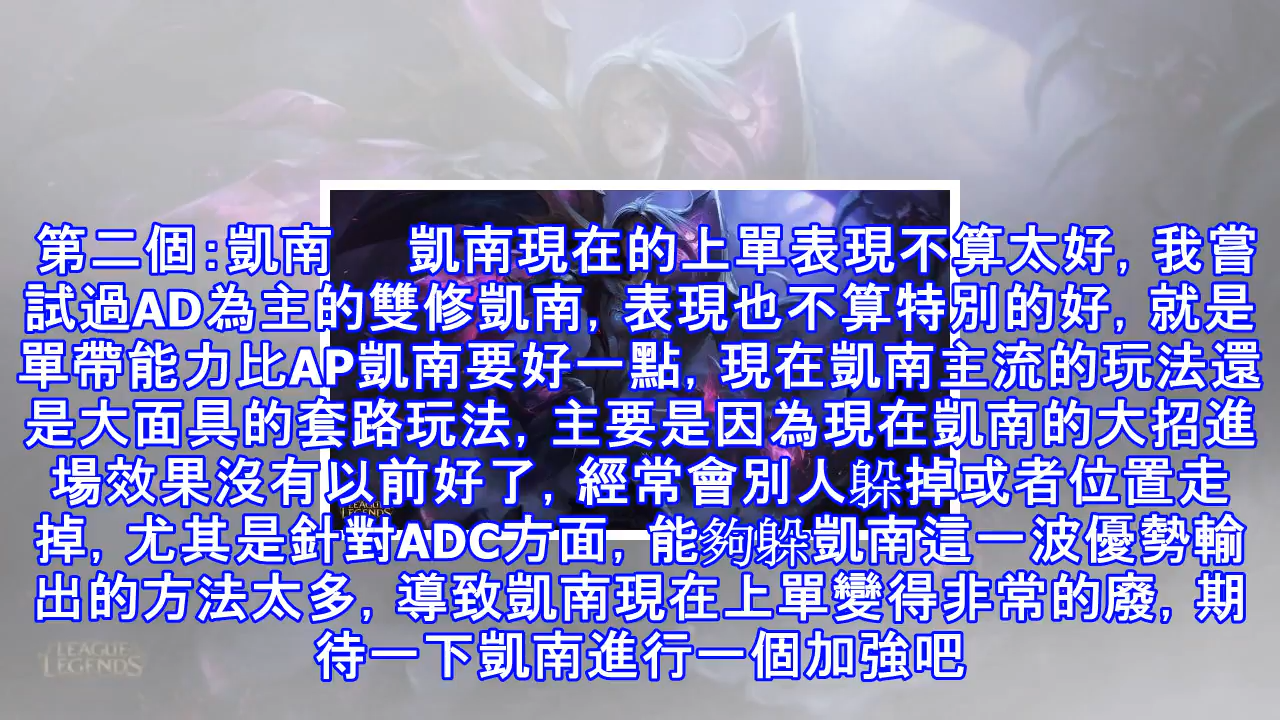 第二個:凱南 凱南現在的上單表現不算太好,我嘗
試過AD為主的雙修凱南,表現也不算特別的好,就是
單帶能力比AP凱南要好一點,現在凱南主流的玩法還
是大面具的套路玩法,主要是因為現在凱南的大招進
場效果沒有以前好了,經常會別人躲掉或者位置走
掉,尤其是針對ADC方面,能夠躲凱南這一波優勢輸
出的方法太多,導致凱南現在上單變得非常的廢,期
待一下凱南進行一個加強吧
LEAGUE
LEGENDS
LEAGUE
LEGENDS